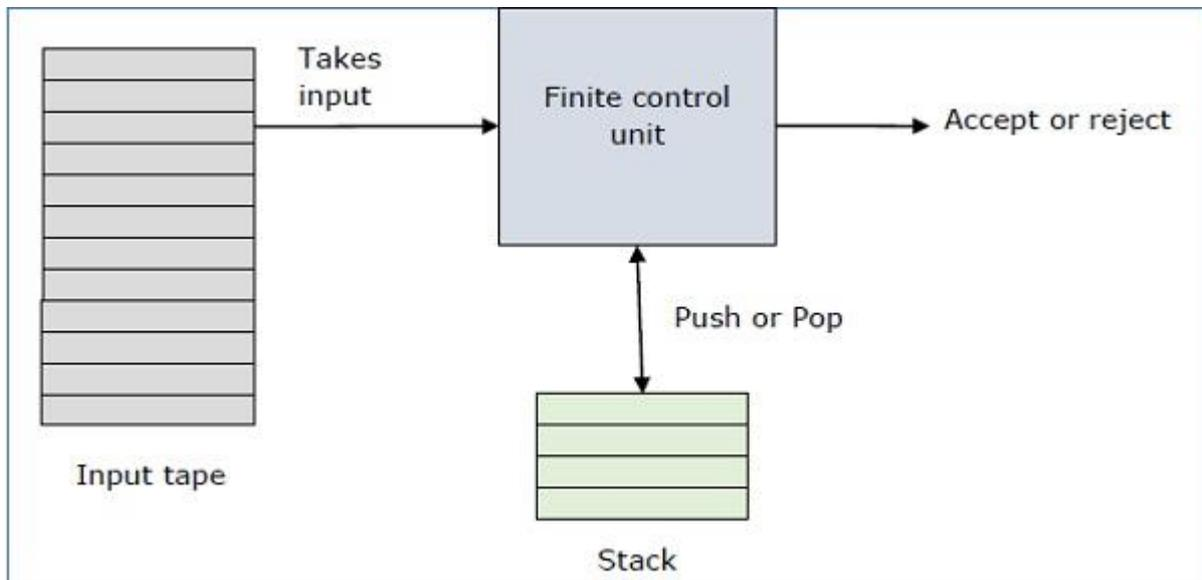 Takes
input
Finite control
unit
Accept or reject
Push or Pop
Input tape
Stack